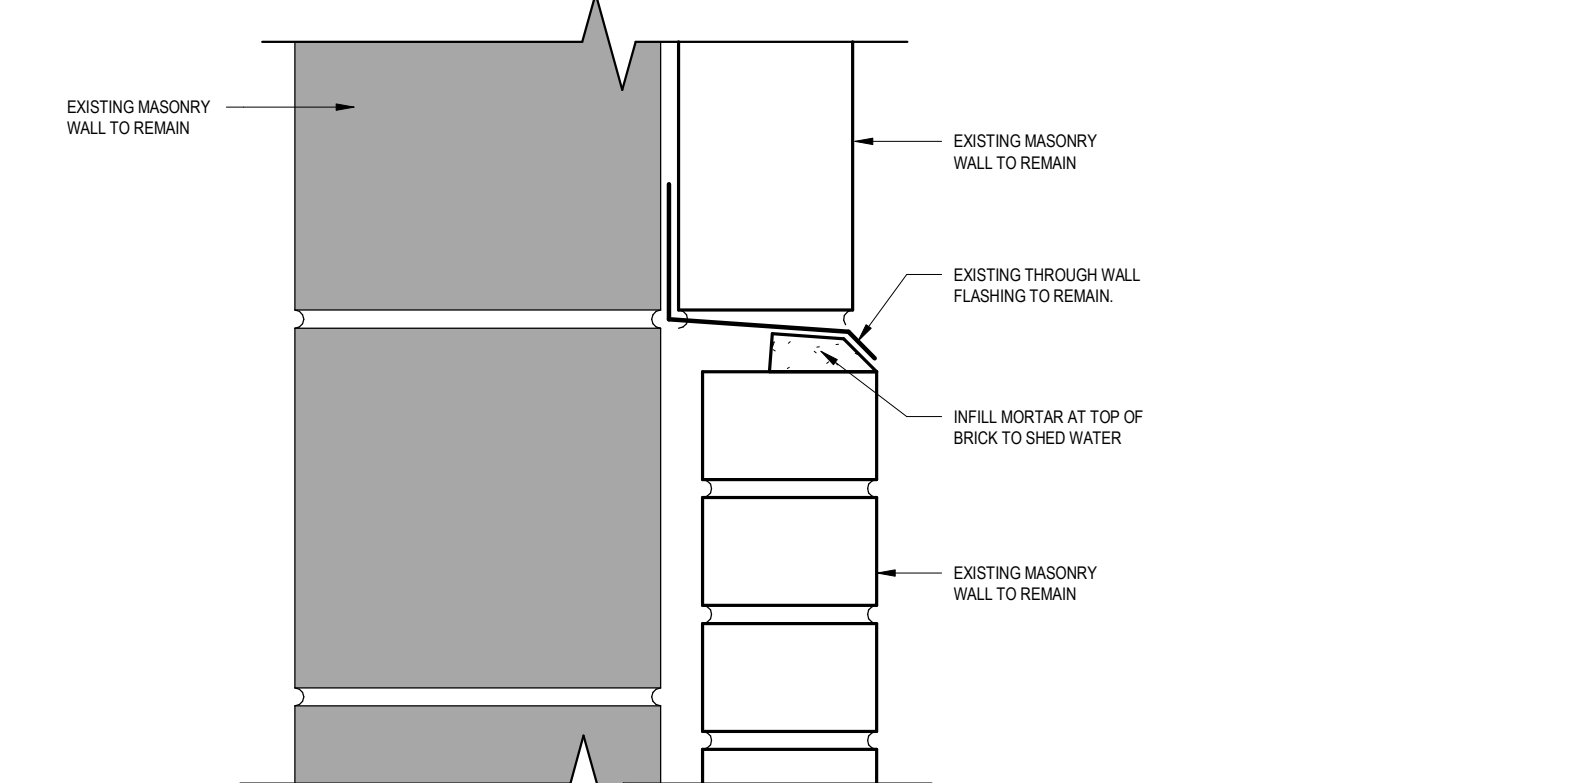 EXISTING MASONRY
WALL TO REMAIN
EXISTING MASONRY
WALL TO REMAIN
EXISTING THROUGH WALL
FLASHING TO REMAIN.
INFILL MORTAR AT TOP OF
BRICK TO SHED WATER
EXISTING MASONRY
WALL TO REMAIN